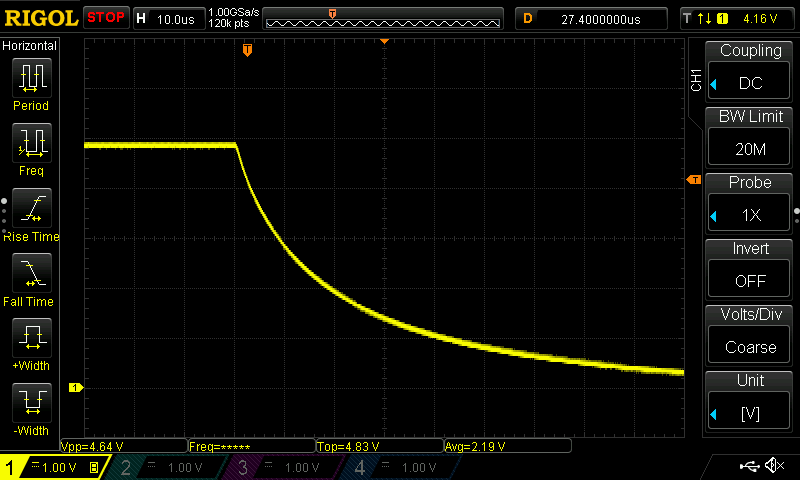 RIGOL STOP H 10.0us 1.00GSa/s 120k pts T D 27.4000000us T 1 4.16 V
Horizontal
Period
Freq
Rise Time
Fall Time
+Width
-Width
T
T
1
CH1
Coupling
DC
BW Limit
20M
Probe
1X
Invert
OFF
Volts/Div
Coarse
Unit
[V]
Vpp=4.64 V Freq=***** Top=4.83 V Avg=2.19 V
1 1.00 V B 2 1.00 V 3 1.00 V 4 1.00 V